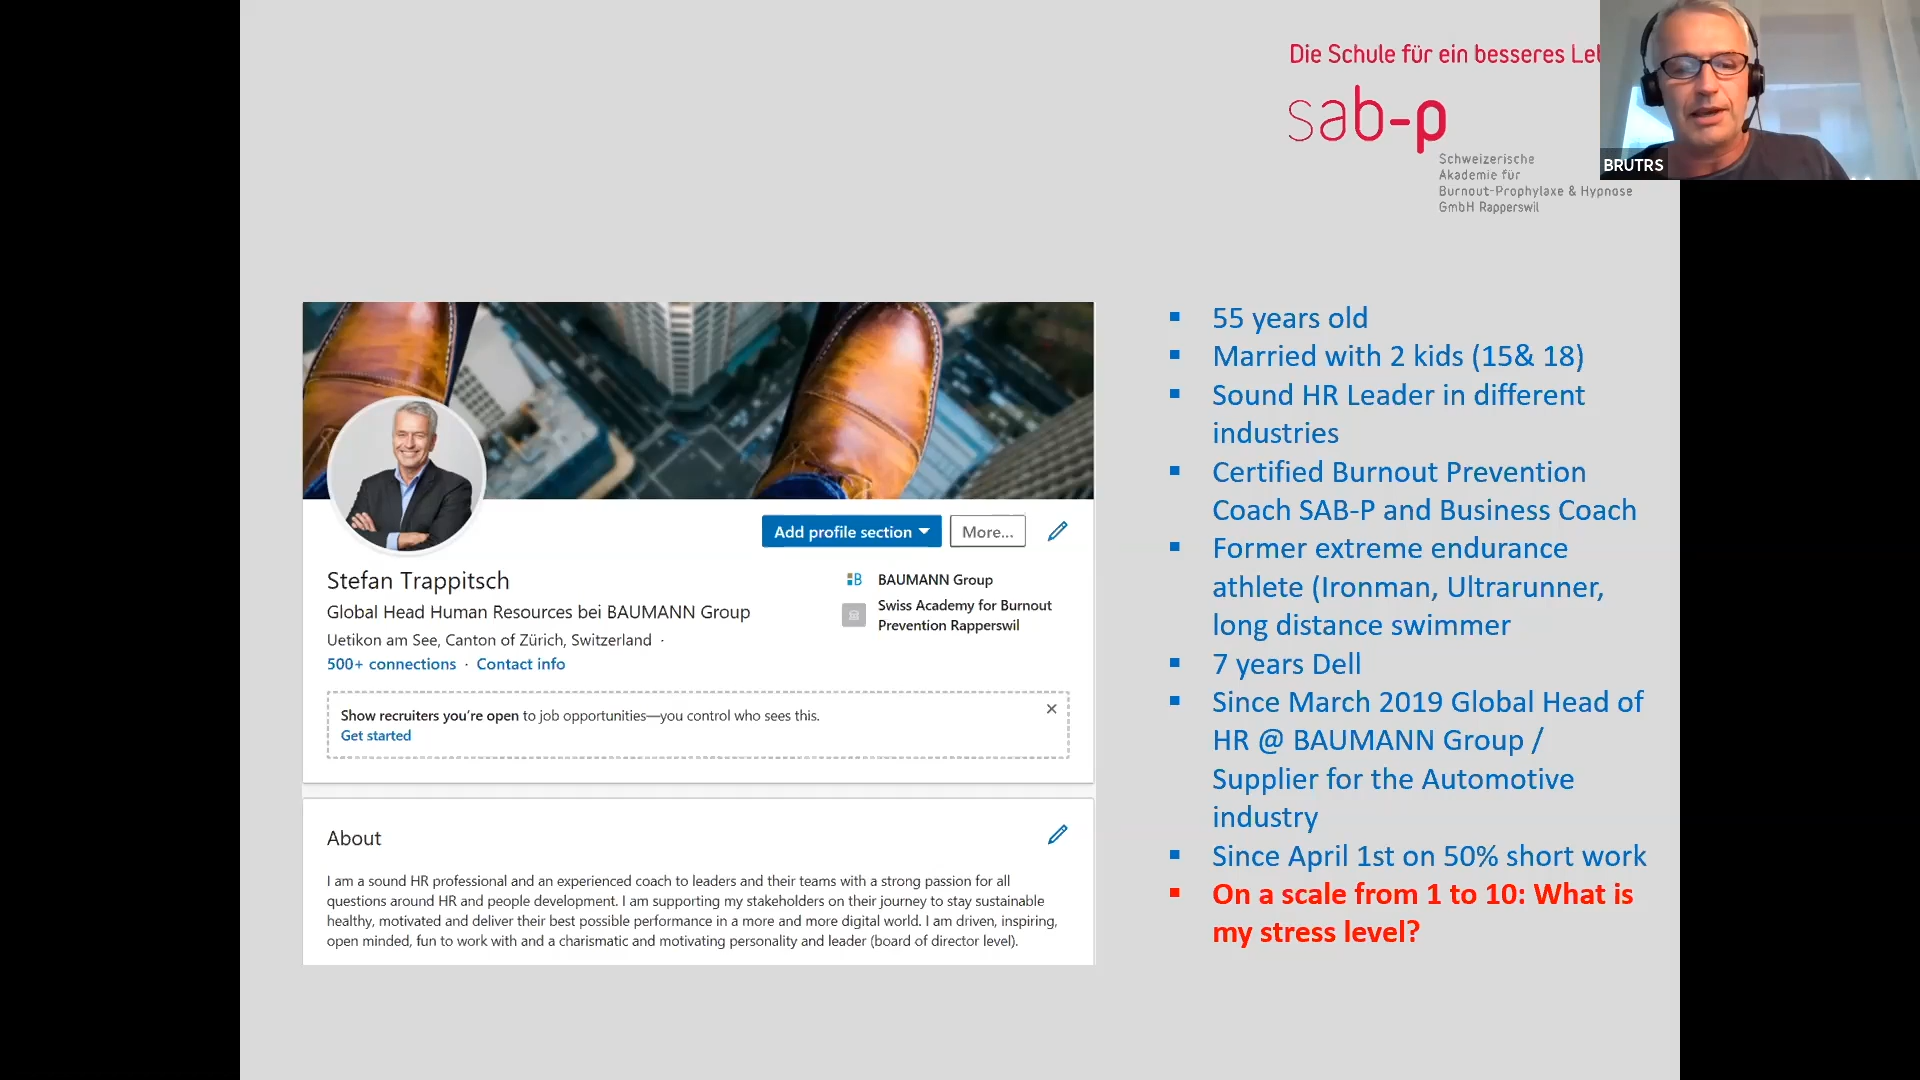 Die Schule für ein besseres Le
sab-p
Schweizerische
Akademie für
Burnout-Prophylaxe & Hypnose
GmbH Rapperswil
BRUTRS
Add profile section
More...
Stefan Trappitsch
Global Head Human Resources bei BAUMANN Group
Uetikon am See, Canton of Zürich, Switzerland ·
500+ connections · Contact info
BAUMANN Group
Swiss Academy for Burnout
Prevention Rapperswil
Show recruiters you're open to job opportunities—you control who sees this.
Get started
About
I am a sound HR professional and an experienced coach to leaders and their teams with a strong passion for all
questions around HR and people development. I am supporting my stakeholders on their journey to stay sustainable
healthy, motivated and deliver their best possible performance in a more and more digital world. I am driven, inspiring,
open minded, fun to work with and a charismatic and motivating personality and leader (board of director level).
55 years old
Married with 2 kids (15& 18)
Sound HR Leader in different
industries
Certified Burnout Prevention
Coach SAB-P and Business Coach
Former extreme endurance
athlete (Ironman, Ultrarunner,
long distance swimmer
7 years Dell
Since March 2019 Global Head of
HR @ BAUMANN Group /
Supplier for the Automotive
industry
Since April 1st on 50% short work
On a scale from 1 to 10: What is
my stress level?